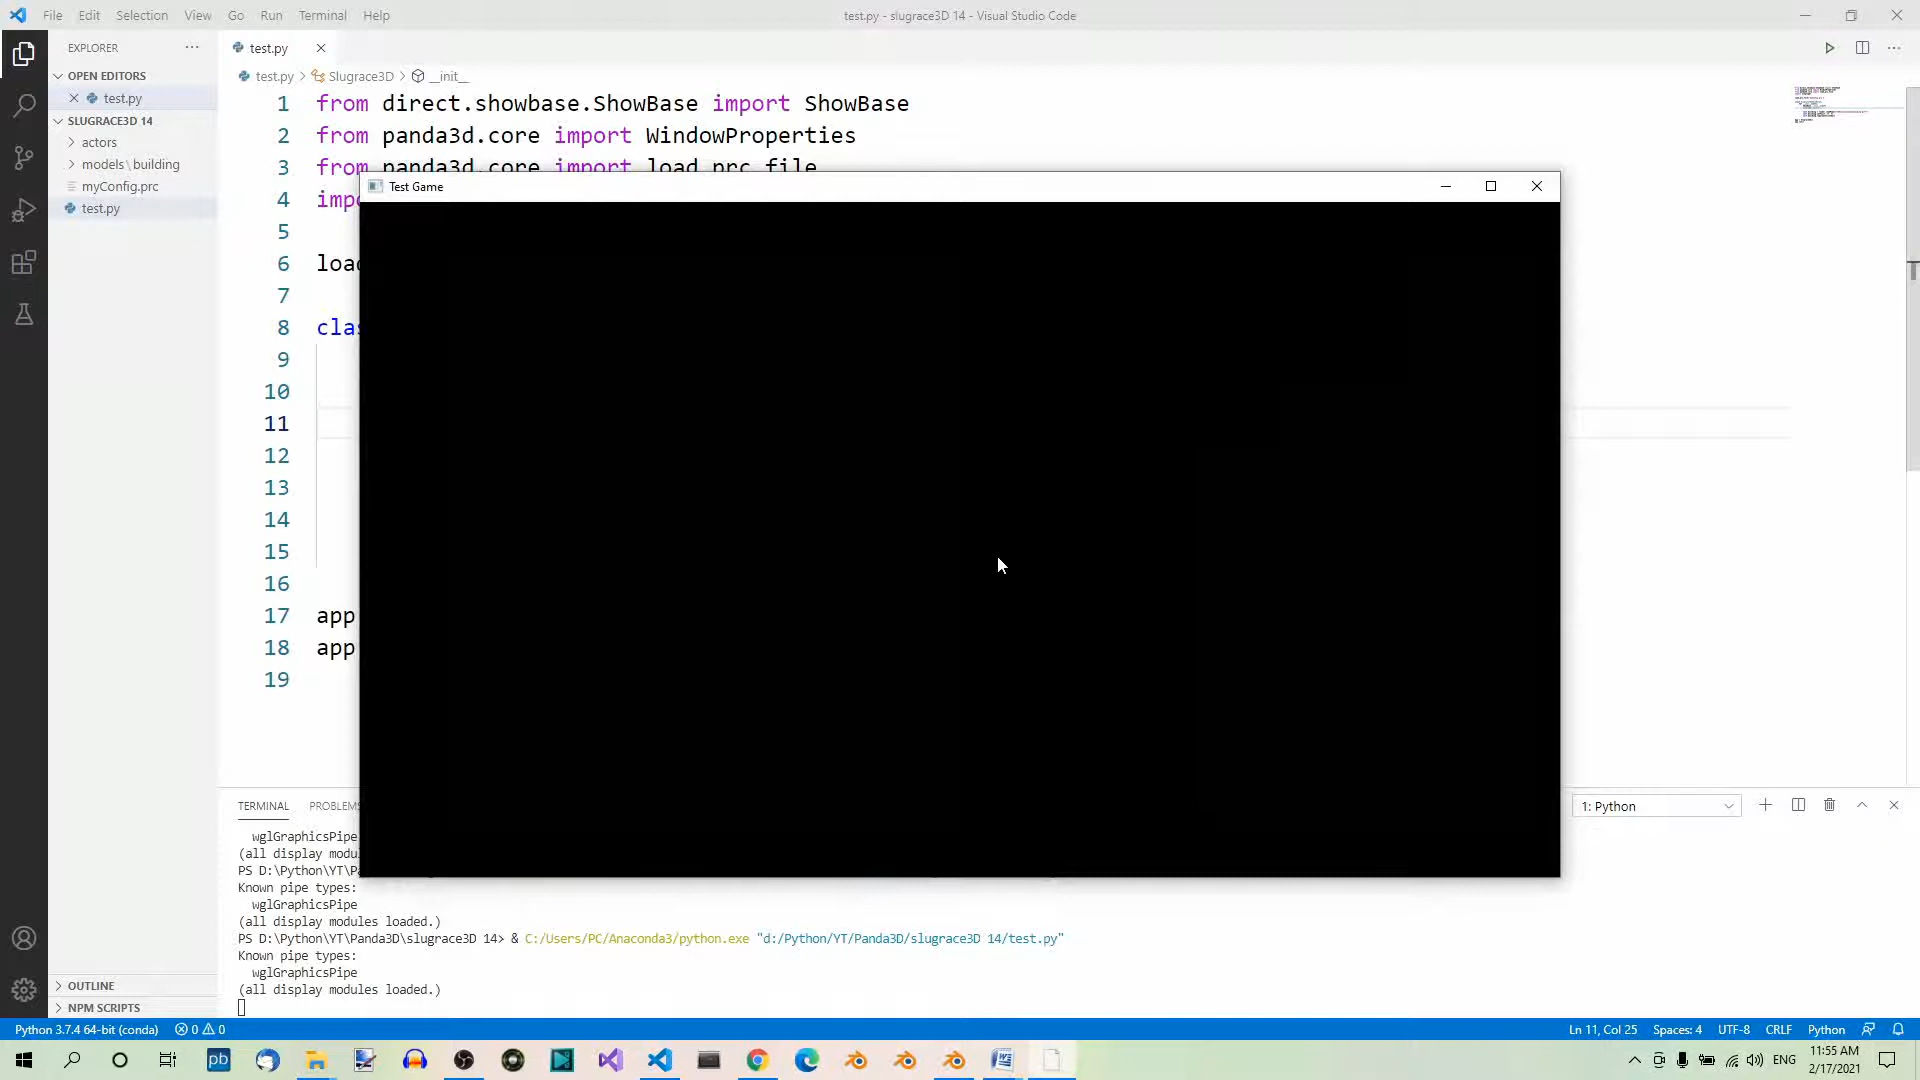 File Edit Selection View Go Run Terminal Help
test.py - slugrace3D 14 - Visual Studio Code
EXPLORER
OPEN EDITORS
test.py
SLUGRACE3D 14
actors
models\building
myConfig.prc
test.py
OUTLINE
NPM SCRIPTS
test.py
test.py > Slugrace3D > __init__
1 from direct.showbase.ShowBase import ShowBase
2 from panda3d.core import WindowProperties
3 from panda3d.core import load_prc_file
4 impo
5
6 load
7
8 clas
9
10
11
12
13
14
15
16
17 app
18 app
19
Test Game
TERMINAL PROBLEMS
1: Python
wglGraphicsPipe
(all display modu
PS D:\Python\YT\Pa
Known pipe types:
wglGraphicsPipe
(all display modules loaded.)
PS D:\Python\YT\Panda3D\slugrace3D 14> & C:/Users/PC/Anaconda3/python.exe "d:/Python/YT/Panda3D/slugrace3D 14/test.py"
Known pipe types:
wglGraphicsPipe
(all display modules loaded.)
Python 3.7.4 64-bit (conda) 0 0
Ln 11, Col 25 Spaces: 4 UTF-8 CRLF Python
pb
ENG
11:55 AM
2/17/2021